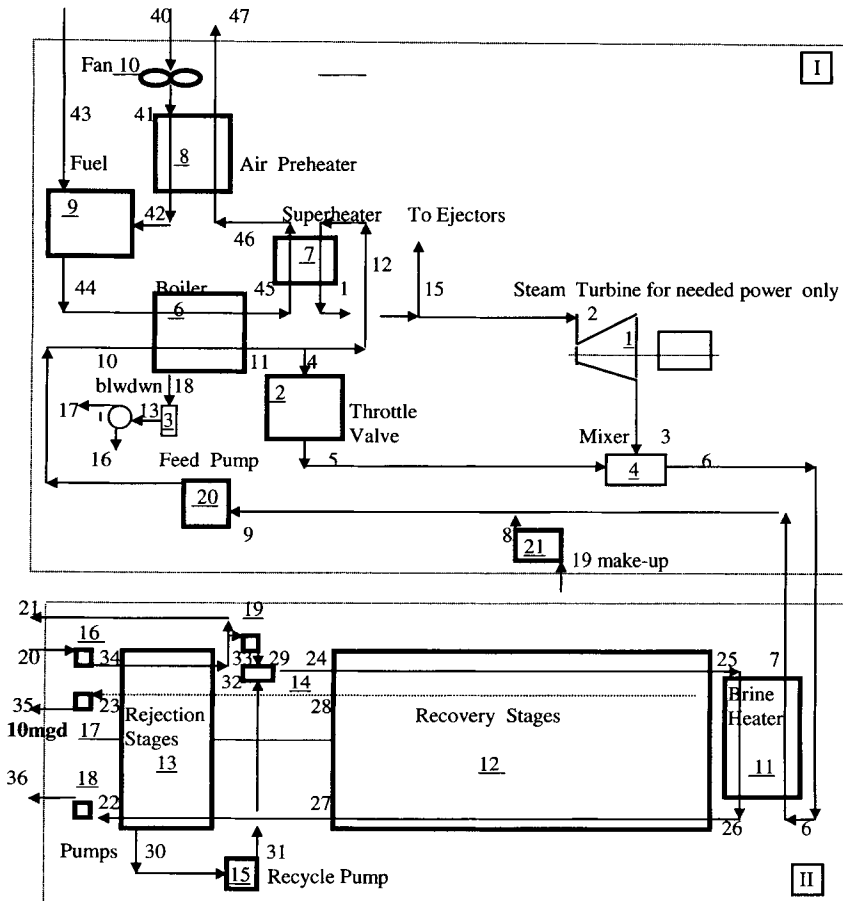 40 47
Fan 10
I
43 41
8
Fuel Air Preheater
9 42
Superheater To Ejectors
46
7 12
44 Boiler 45 1 15 Steam Turbine for needed power only
6 2
1
10 11 4
blwdwn 18
17 13 3 2 Throttle
Valve
16 Mixer 3
Feed Pump 5 6
4
20
9 8 21
19 make-up
21 19
16
20 34 33 29 24 25 7
32 14
35 23 28 Brine
Heater
10mgd 17 Rejection
Stages Recovery Stages
13 12 11
36 18
22 27 26 6
Pumps 30 31
15 Recycle Pump II